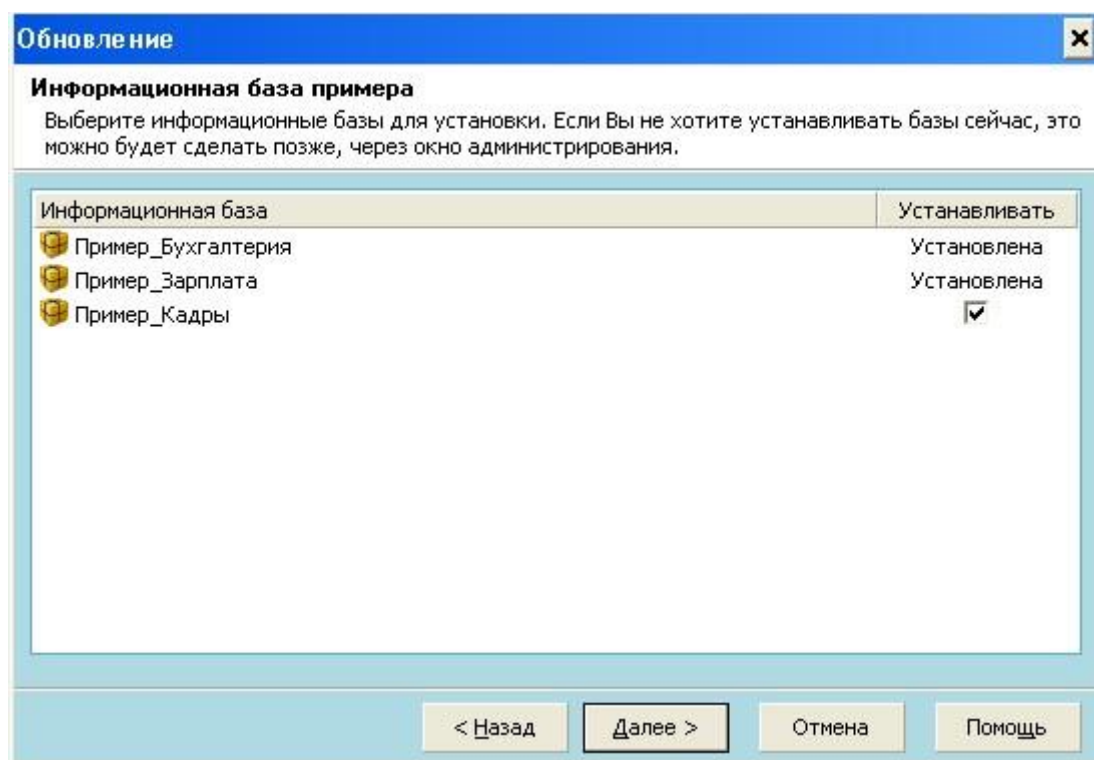 Обновление
Информационная база примера
Выберите информационные базы для установки. Если Вы не хотите устанавливать базы сейчас, это
можно будет сделать позже, через окно администрирования.
Информационная база Устанавливать
Пример_Бухгалтерия Установлена
Пример_Зарплата Установлена
Пример_Кадры
< Назад Далее > Отмена Помощь